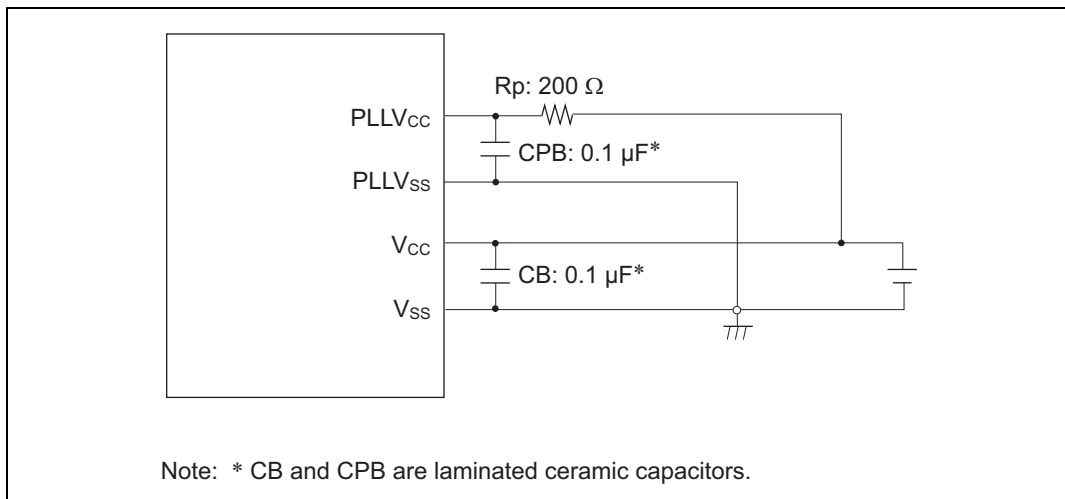 Rp: 200 Ω
PLLVCC
CPB: 0.1 µF*
PLLVSS
VCC
CB: 0.1 µF*
VSS
Note: * CB and CPB are laminated ceramic capacitors.